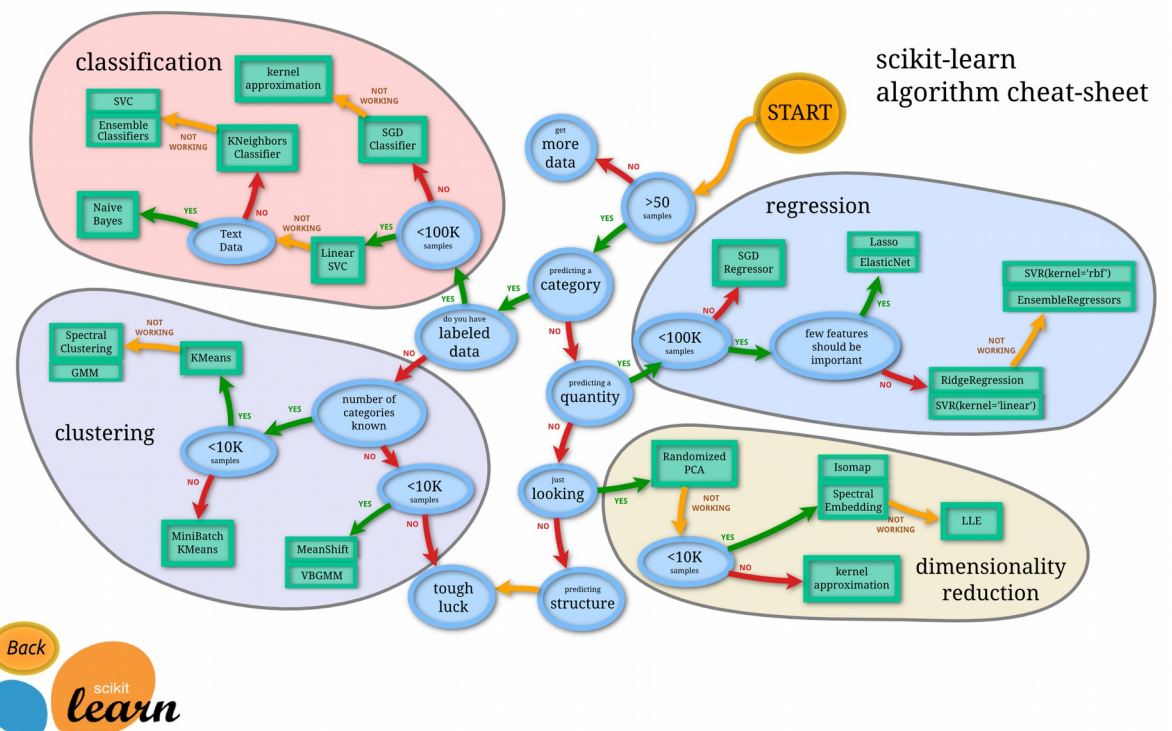 scikit-learn
algorithm cheat-sheet
START
get
more
data
NO
>50
samples
YES
predicting a
category
YES
NO
do you have
labeled
data
YES
NO
predicting a
quantity
YES
NO
just
looking
YES
NO
predicting
structure
tough
luck
classification
kernel
approximation
NOT
WORKING
SVC
Ensemble
Classifiers
NOT
WORKING
KNeighbors
Classifier
SGD
Classifier
NO
Naive
Bayes
YES
Text
Data
NO
NOT
WORKING
Linear
SVC
YES
<100K
samples
regression
SGD
Regressor
NO
<100K
samples
YES
Lasso
ElasticNet
YES
few features
should be
important
NO
SVR(kernel='rbf')
EnsembleRegressors
NOT
WORKING
RidgeRegression
SVR(kernel='linear')
clustering
Spectral
Clustering
GMM
NOT
WORKING
KMeans
YES
<10K
samples
NO
MiniBatch
KMeans
YES
number of
categories
known
NO
<10K
samples
YES
NO
MeanShift
VBGMM
dimensionality
reduction
Randomized
PCA
NOT
WORKING
<10K
samples
YES
NO
Isomap
Spectral
Embedding
NOT
WORKING
LLE
kernel
approximation
Back
scikit
learn